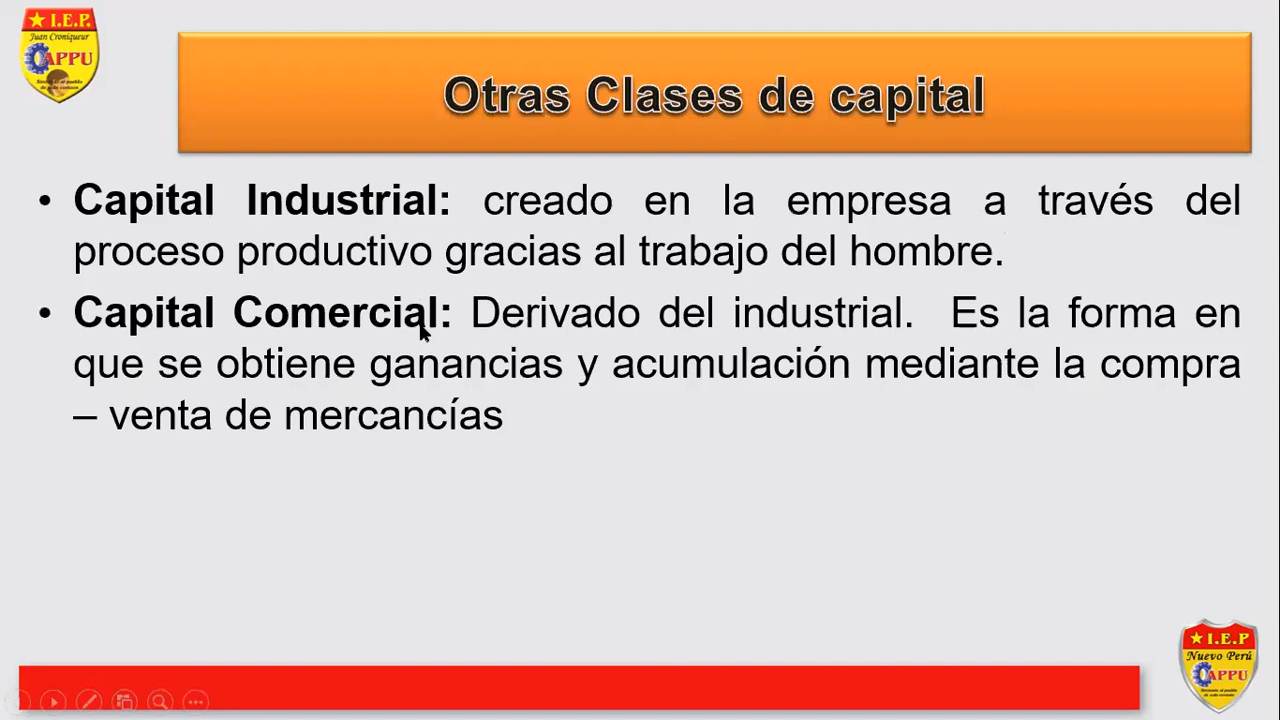 I.E.P.
Juan Croniqueur
CAPPU
Otras Clases de capital
• Capital Industrial: creado en la empresa a través del
proceso productivo gracias al trabajo del hombre.
• Capital Comercial: Derivado del industrial. Es la forma en
que se obtiene ganancias y acumulación mediante la compra
– venta de mercancías
I.E.P
Nuevo Perú
CAPPU